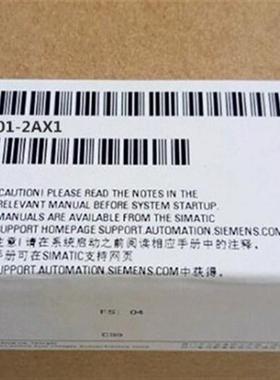 01-2AX1
CAUTION! PLEASE READ THE NOTES IN THE
RELEVANT MANUAL BEFORE SYSTEM STARTUP.
MANUALS ARE AVAILABLE FROM THE SIMATIC
SUPPORT HOMEPAGE SUPPORT.AUTOMATION.SIEMENS.COM
注意!请在系统启动之前阅读相应手册中的注释。
手册可在SIMATIC支持网页
SUPPORT.AUTOMATION.SIEMENS.COM中获得。
FS: 04